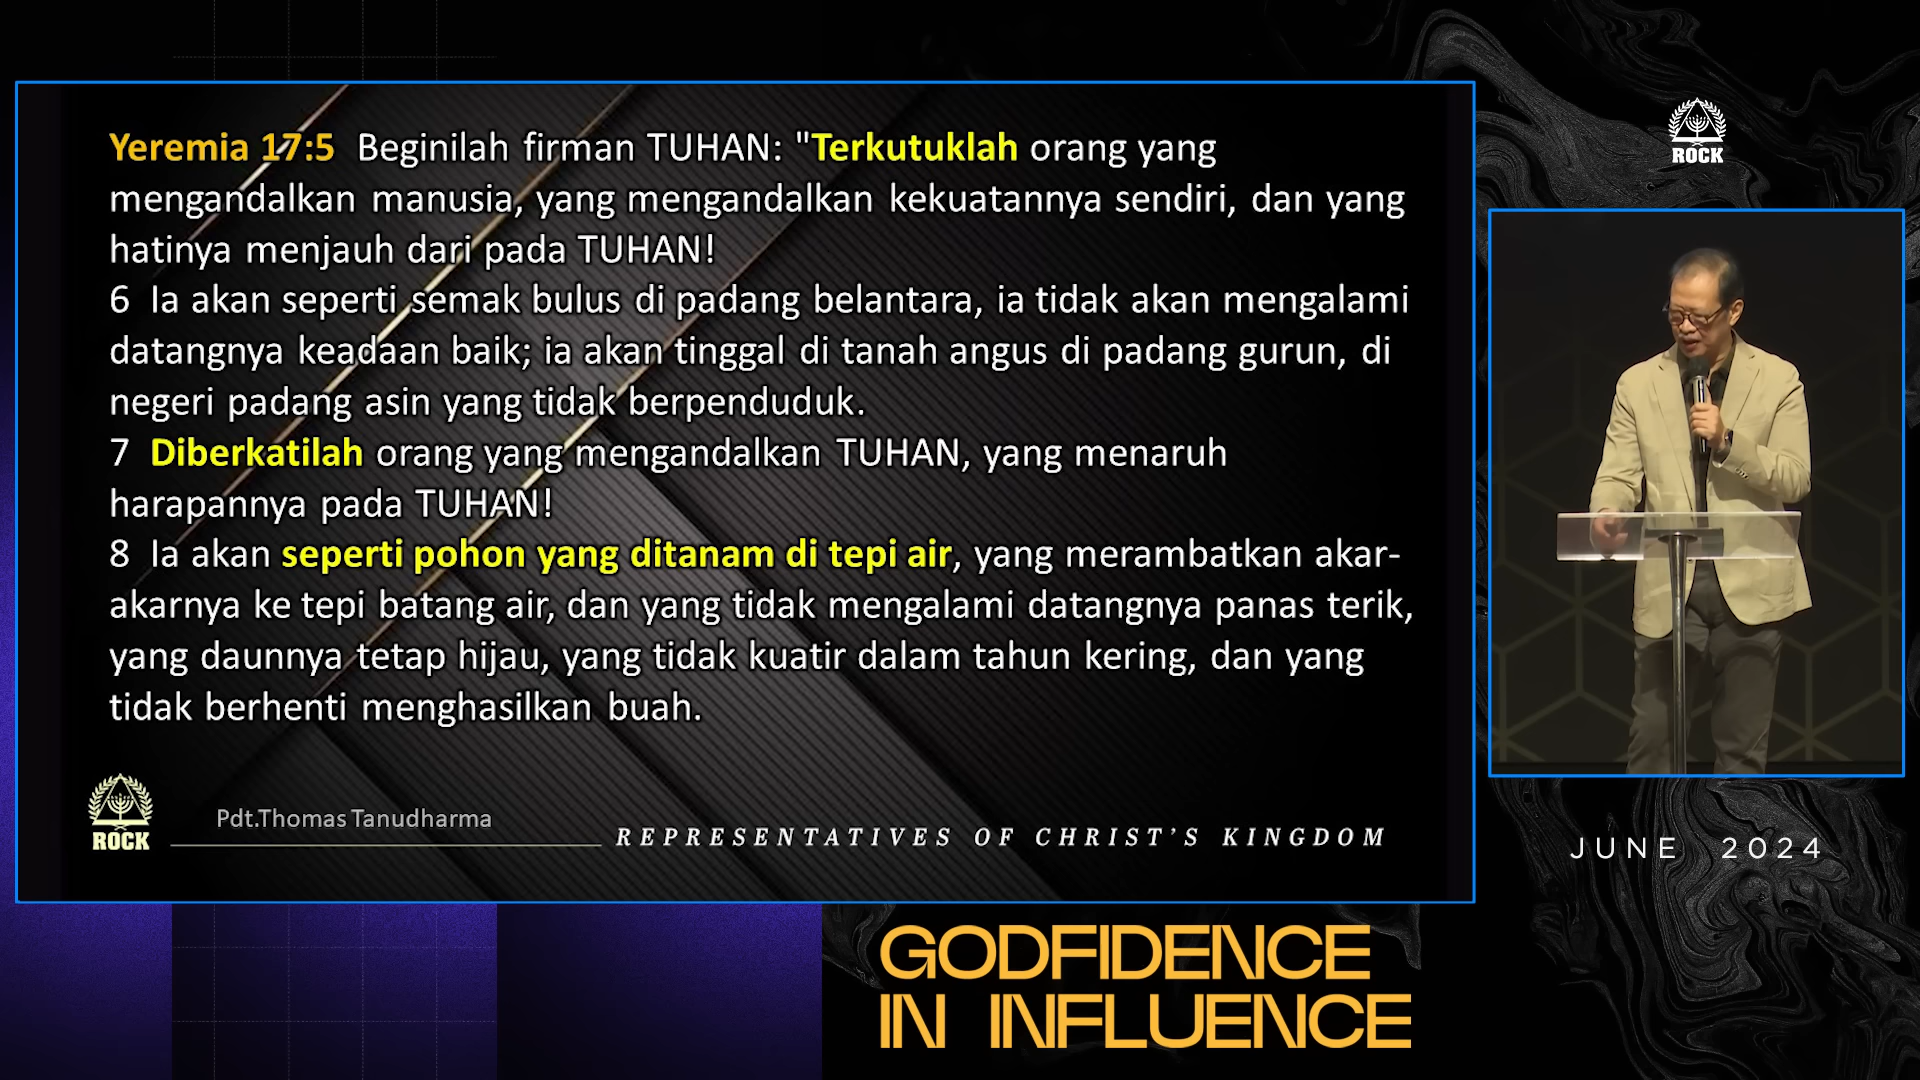 Yeremia 17:5 Beginilah firman TUHAN: "Terkutuklah orang yang
mengandalkan manusia, yang mengandalkan kekuatannya sendiri, dan yang
hatinya menjauh dari pada TUHAN!
6 Ia akan seperti semak bulus di padang belantara, ia tidak akan mengalami
datangnya keadaan baik; ia akan tinggal di tanah angus di padang gurun, di
negeri padang asin yang tidak berpenduduk.
7 Diberkatilah orang yang mengandalkan TUHAN, yang menaruh
harapannya pada TUHAN!
8 Ia akan seperti pohon yang ditanam di tepi air, yang merambatkan akar-
akarnya ke tepi batang air, dan yang tidak mengalami datangnya panas terik,
yang daunnya tetap hijau, yang tidak kuatir dalam tahun kering, dan yang
tidak berhenti menghasilkan buah.
ROCK
Pdt.Thomas Tanudharma
REPRESENTATIVES OF CHRIST'S KINGDOM
ROCK
JUNE 2024
GODFIDENCE
IN INFLUENCE